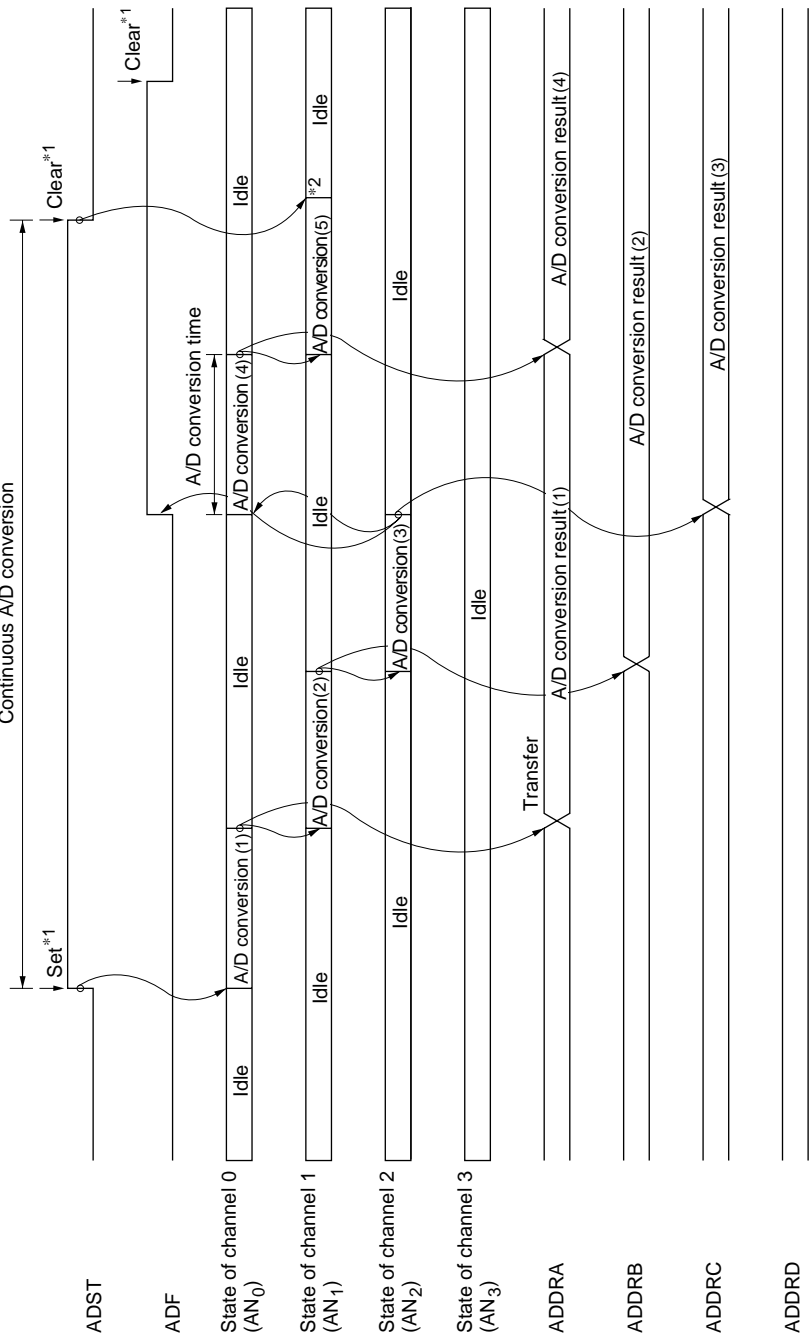 Continuous A/D conversion
Set*1
Clear*1
ADST
Clear*1
ADF
A/D conversion time
State of channel 0
(AN0)
Idle
A/D conversion (1)
Idle
A/D conversion (4)
Idle
State of channel 1
(AN1)
Idle
A/D conversion (2)
Idle
A/D conversion (5)
*2
Idle
State of channel 2
(AN2)
Idle
A/D conversion (3)
Idle
State of channel 3
(AN3)
Idle
Transfer
ADDRA
A/D conversion result (1)
A/D conversion result (4)
ADDRB
A/D conversion result (2)
ADDRC
A/D conversion result (3)
ADDRD